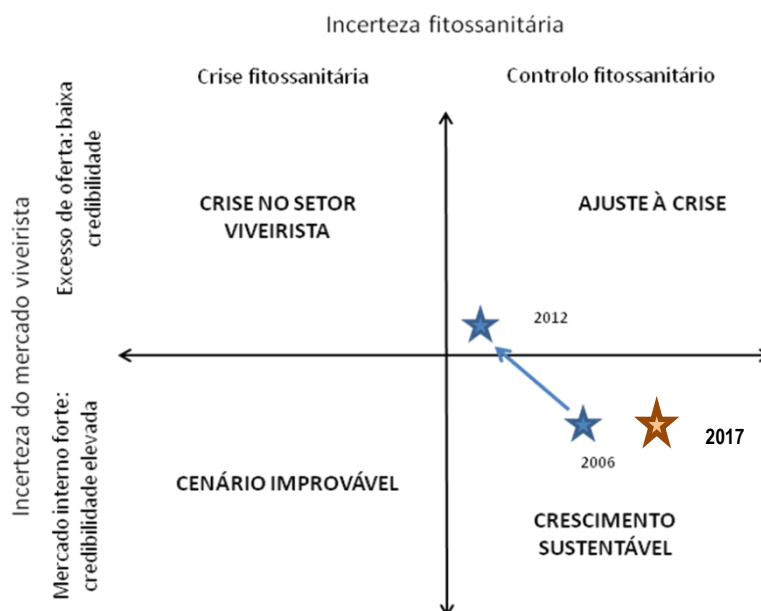 Incerteza fitossanitária
Crise fitossanitária
Controlo fitossanitário
Incerteza do mercado viveirista
Excesso de oferta: baixa
credibilidade
CRISE NO SETOR
VIVEIRISTA
AJUSTE À CRISE
2012
Mercado interno forte:
credibilidade elevada
2017
2006
CENÁRIO IMPROVÁVEL
CRESCIMENTO
SUSTENTÁVEL